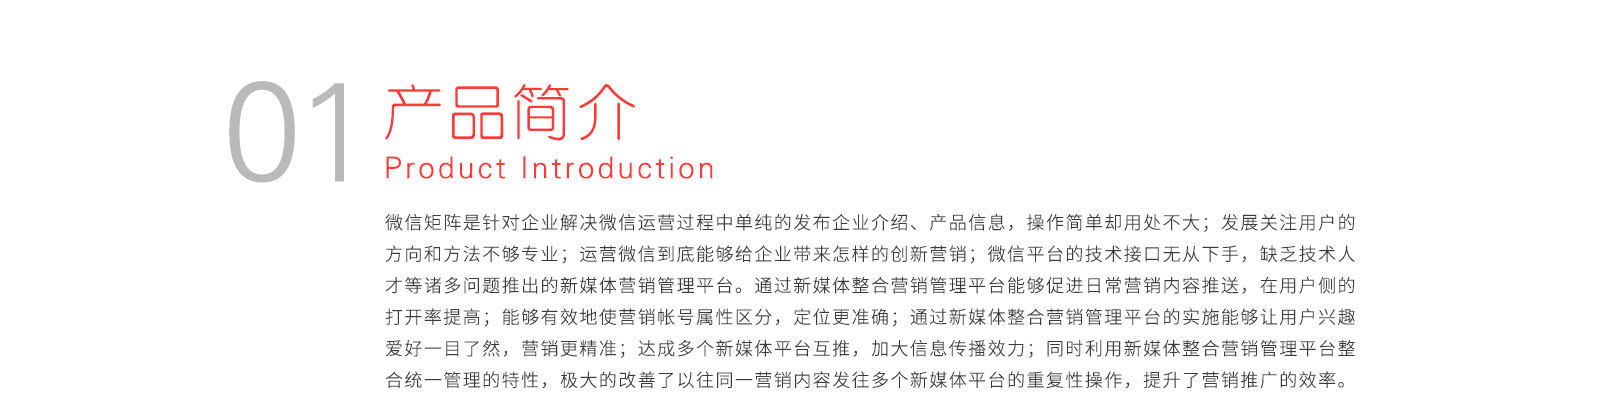 01 产品简介
Product Introduction
微信矩阵是针对企业解决微信运营过程中单纯的发布企业介绍、产品信息，操作简单却用处不大；发展关注用户的
方向和方法不够专业；运营微信到底能够给企业带来怎样的创新营销；微信平台的技术接口无从下手，缺乏技术人
才等诸多问题推出的新媒体营销管理平台。通过新媒体整合营销管理平台能够促进日常营销内容推送，在用户侧的
打开率提高；能够有效地使营销帐号属性区分，定位更准确；通过新媒体整合营销管理平台的实施能够让用户兴趣
爱好一目了然，营销更精准；达成多个新媒体平台互推，加大信息传播效力；同时利用新媒体整合营销管理平台整
合统一管理的特性，极大的改善了以往同一营销内容发往多个新媒体平台的重复性操作，提升了营销推广的效率。